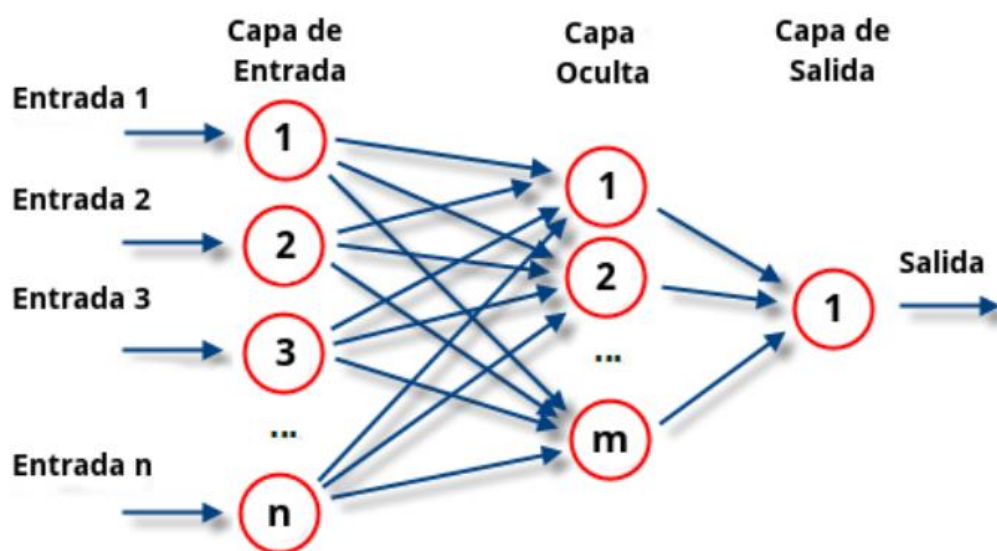 Capa de
Entrada
Capa
Oculta
Capa de
Salida
Entrada 1
1
Entrada 2
2
Entrada 3
3
...
Entrada n
n
1
2
...
m
1
Salida